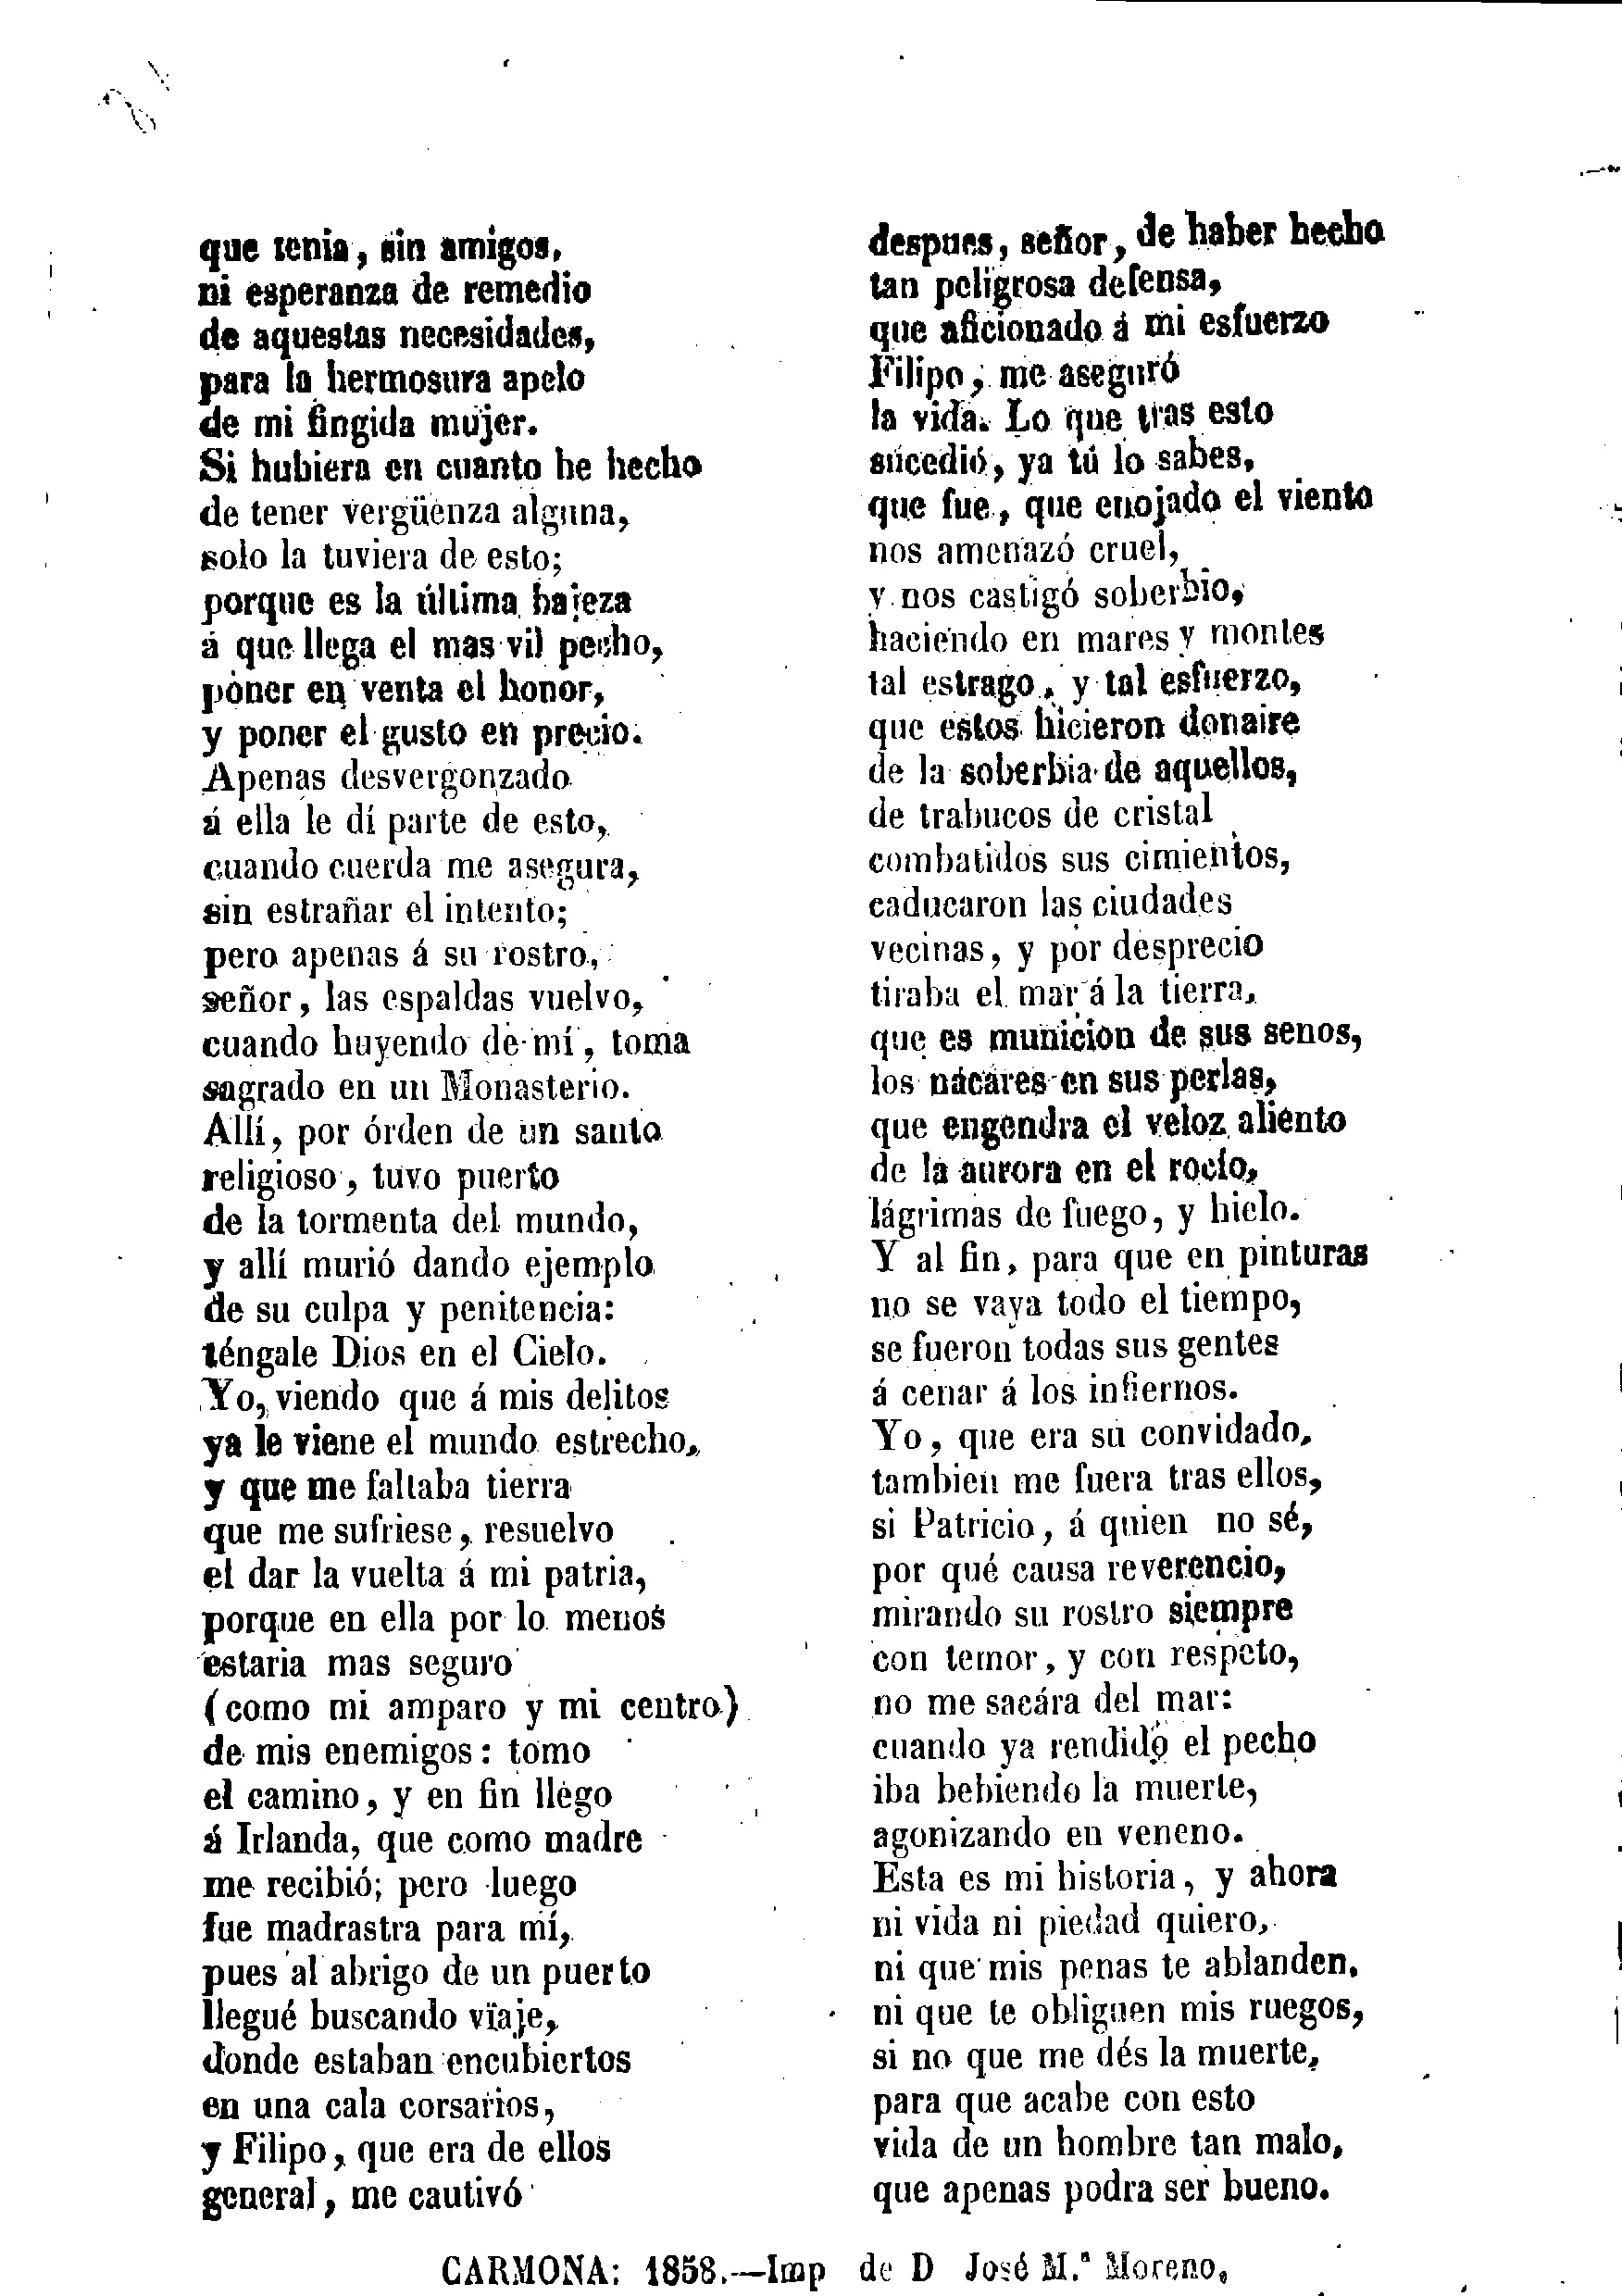 que tenia, sin amigos,
ni esperanza de remedio
de aquestas necesidades,
para la hermosura apelo
de mi fingida mujer.
Si hubiera en cuanto he hecho
de tener vergüenza alguna,
solo la tuviera de esto;
porque es la última bajeza
á que llega el mas vil pecho,
poner en venta el honor,
y poner el gusto en precio.
Apenas desvergonzado
á ella le dí parte de esto,
cuando cuerda me asegura,
sin estrañar el intento;
pero apenas á su rostro,
señor, las espaldas vuelvo,
cuando huyendo de mí, toma
sagrado en un Monasterio.
Allí, por órden de un santo
religioso, tuvo puerto
de la tormenta del mundo,
y allí murió dando ejemplo
de su culpa y penitencia:
téngale Dios en el Cielo.
Yo, viendo que á mis delitos
ya le viene el mundo estrecho,
y que me faltaba tierra
que me sufriese, resuelvo
el dar la vuelta á mi patria,
porque en ella por lo menos
estaria mas seguro
(como mi amparo y mi centro)
de mis enemigos: tomo
el camino, y en fin llego
á Irlanda, que como madre
me recibió; pero luego
fue madrastra para mí,
pues al abrigo de un puerto
llegué buscando viaje,
donde estaban encubiertos
en una cala corsarios,
y Filipo, que era de ellos
general, me cautivó
despues, señor, de haber hecho
tan peligrosa defensa,
que aficionado á mi esfuerzo
Filipo, me aseguró
la vida. Lo que tras esto
sucedió, ya tú lo sabes,
que fue, que enojado el viento
nos amenazó cruel,
y nos castigó soberbio,
haciendo en mares y montes
tal estrago, y tal esfuerzo,
que estos hicieron donaire
de la soberbia de aquellos,
de trabucos de cristal
combatidos sus cimientos,
caducaron las ciudades
vecinas, y por desprecio
tiraba el mar á la tierra,
que es municion de sus senos,
los nácares en sus perlas,
que engendra el veloz aliento
de la aurora en el rocío,
lágrimas de fuego, y hielo.
Y al fin, para que en pinturas
no se vaya todo el tiempo,
se fueron todas sus gentes
á cenar á los infiernos.
Yo, que era su convidado,
tambien me fuera tras ellos,
si Patricio, á quien no sé,
por qué causa reverencio,
mirando su rostro siempre
con temor, y con respeto,
no me sacára del mar:
cuando ya rendido el pecho
iba bebiendo la muerte,
agonizando en veneno.
Esta es mi historia, y ahora
ni vida ni piedad quiero,
ni que mis penas te ablanden,
ni que te obliguen mis ruegos,
si no que me dés la muerte,
para que acabe con esto
vida de un hombre tan malo,
que apenas podra ser bueno.
CARMONA: 1858.—Imp de D José M.ª Moreno,